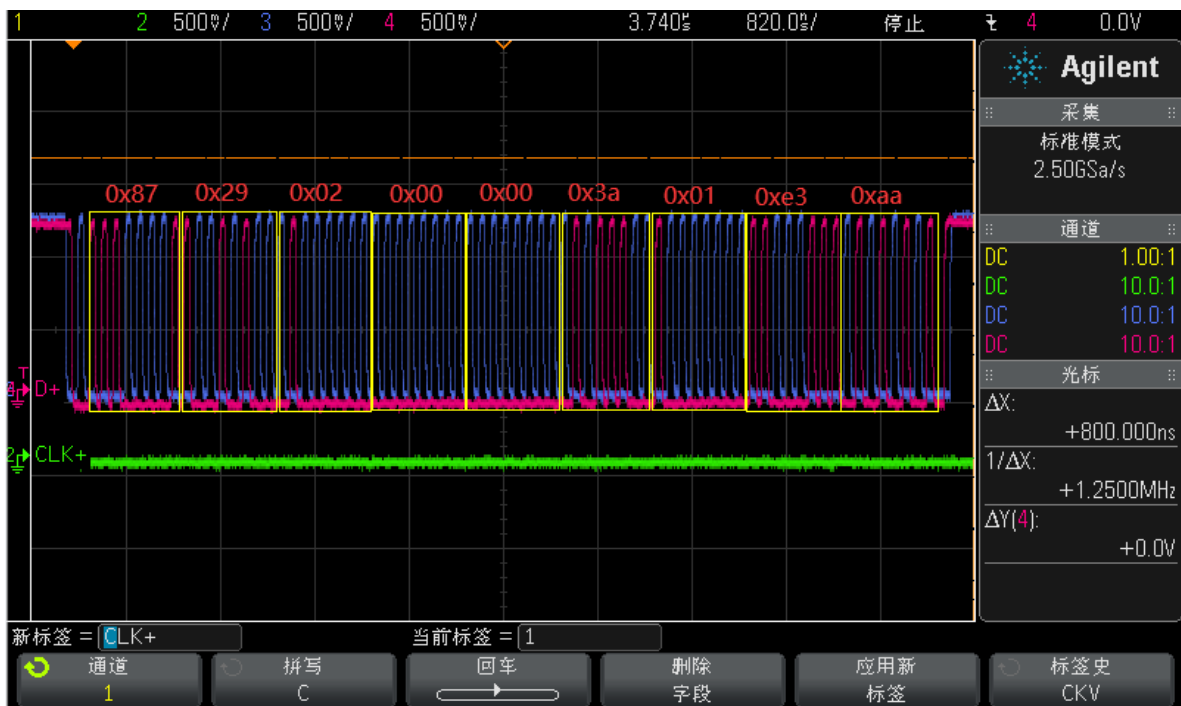 1 2 500mV/ 3 500mV/ 4 500mV/ 3.740us 820.0ns/ 停止 4 0.0V
Agilent
采集
标准模式
2.50GSa/s
通道
DC 1.00:1
DC 10.0:1
DC 10.0:1
DC 10.0:1
光标
ΔX:
+800.000ns
1/ΔX:
+1.2500MHz
ΔY(4):
+0.0V
0x87 0x29 0x02 0x00 0x00 0x3a 0x01 0xe3 0xaa
T
D+
2 CLK+
新标签 = CLK+ 当前标签 = 1
通道 拼写 回车 删除 应用新 标签史
1 C 字段 标签 CKV